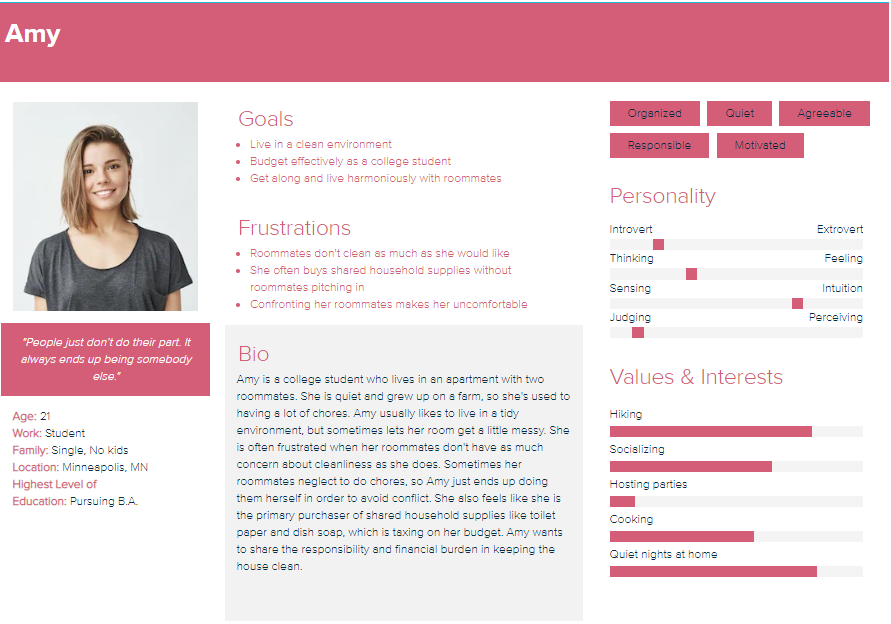 Amy
"People just don't do their part. It
always ends up being somebody
else."
Age: 21
Work: Student
Family: Single, No kids
Location: Minneapolis, MN
Highest Level of
Education: Pursuing B.A.
Goals
Live in a clean environment
Budget effectively as a college student
Get along and live harmoniously with roommates
Frustrations
Roommates don't clean as much as she would like
She often buys shared household supplies without
roommates pitching in
Confronting her roommates makes her uncomfortable
Bio
Amy is a college student who lives in an apartment with two
roommates. She is quiet and grew up on a farm, so she's used to
having a lot of chores. Amy usually likes to live in a tidy
environment, but sometimes lets her room get a little messy. She
is often frustrated when her roommates don't have as much
concern about cleanliness as she does. Sometimes her
roommates neglect to do chores, so Amy just ends up doing
them herself in order to avoid conflict. She also feels like she is
the primary purchaser of shared household supplies like toilet
paper and dish soap, which is taxing on her budget. Amy wants
to share the responsibility and financial burden in keeping the
house clean.
Organized Quiet Agreeable
Responsible Motivated
Personality
Introvert Extrovert
Thinking Feeling
Sensing Intuition
Judging Perceiving
Values & Interests
Hiking
Socializing
Hosting parties
Cooking
Quiet nights at home